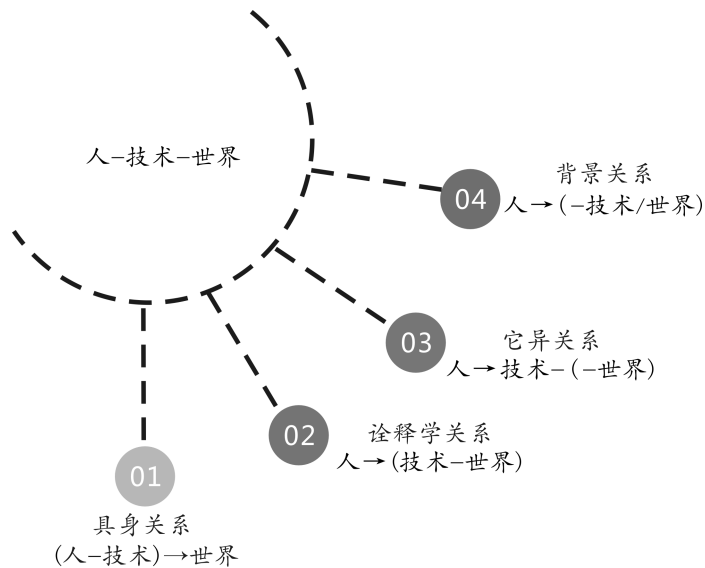 人–技术–世界
04
背景关系
人→(–技术/世界)
03
它异关系
人→技术–(–世界)
02
诠释学关系
人→(技术–世界)
01
具身关系
(人–技术)→世界